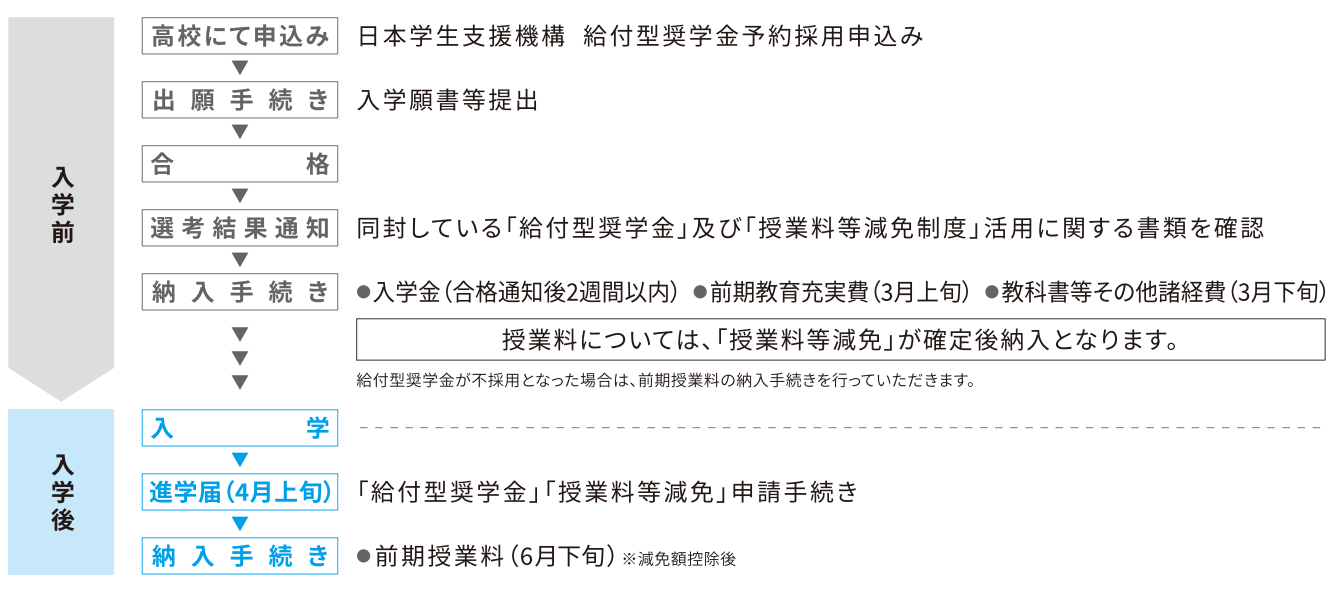 入学前
高校にて申込み
日本学生支援機構 給付型奨学金予約採用申込み
▼
出願手続き
入学願書等提出
▼
合格
▼
選考結果通知
同封している「給付型奨学金」及び「授業料等減免制度」活用に関する書類を確認
▼
納入手続き
●入学金(合格通知後2週間以内) ●前期教育充実費(3月上旬) ●教科書等その他諸経費(3月下旬)
▼
授業料については、「授業料等減免」が確定後納入となります。
▼
▼
給付型奨学金が不採用となった場合は、前期授業料の納入手続きを行っていただきます。
入学後
入学
▼
進学届(4月上旬)
「給付型奨学金」「授業料等減免」申請手続き
▼
納入手続き
●前期授業料(6月下旬)※減免額控除後